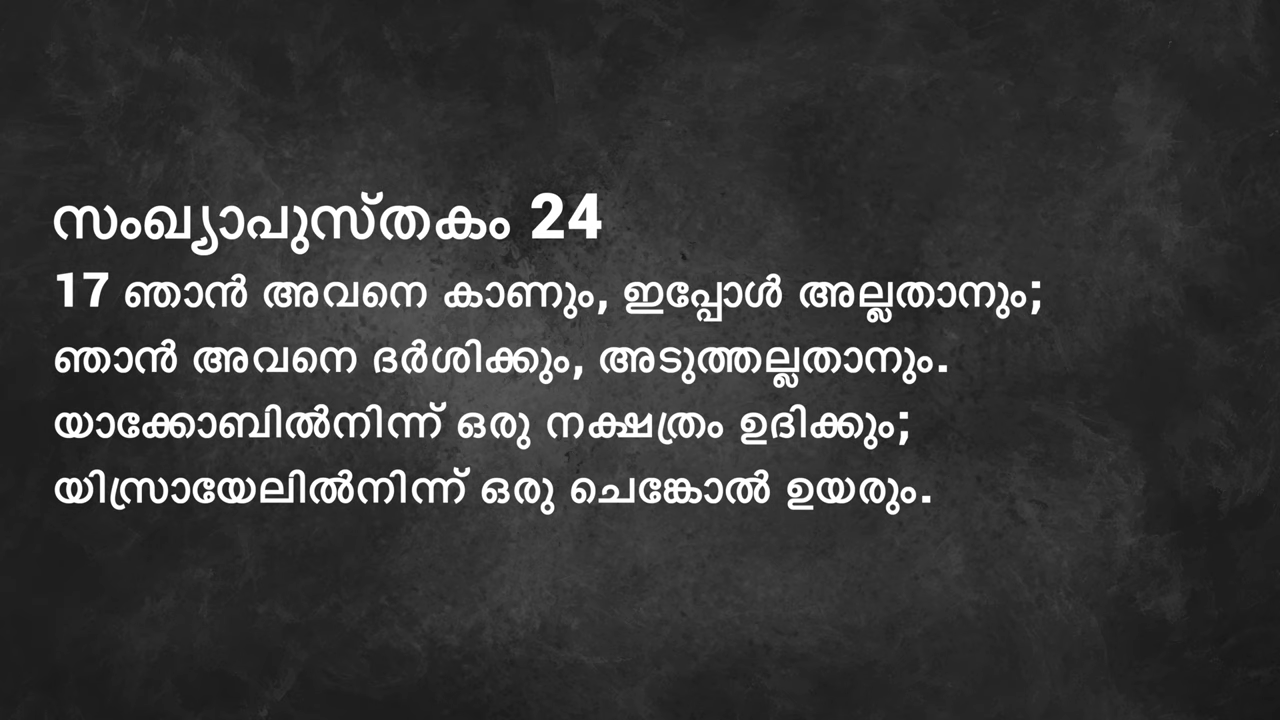 സംഖ്യാപുസ്തകം 24
17 ഞാൻ അവനെ കാണും, ഇപ്പോൾ അല്ലതാനും;
ഞാൻ അവനെ ദർശിക്കും, അടുത്തല്ലതാനും.
യാക്കോബിൽനിന്ന് ഒരു നക്ഷത്രം ഉദിക്കും;
യിസ്രായേലിൽനിന്ന് ഒരു ചെങ്കോൽ ഉയരും.